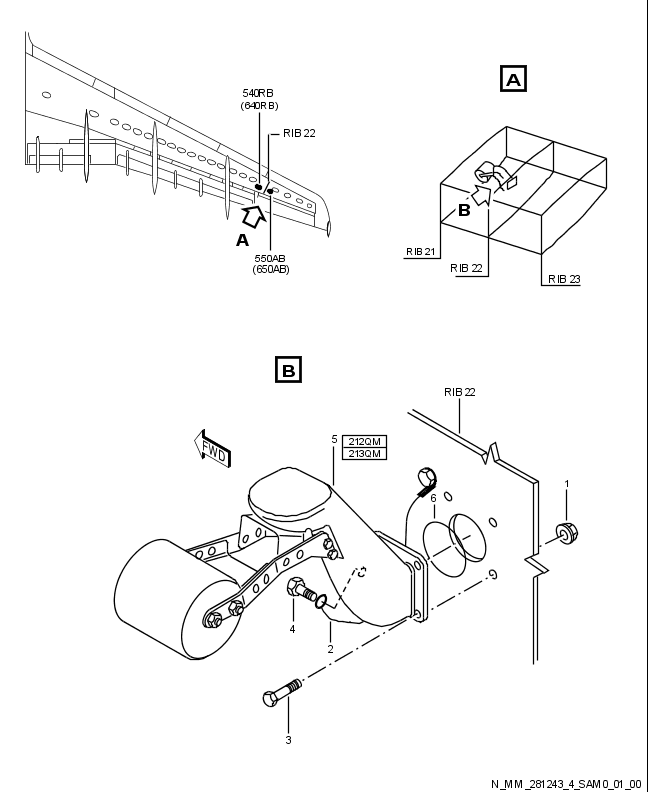 A
540RB
(640RB)
RIB 22
A
550AB
(650AB)
B
RIB 21
RIB 22
RIB 23
B
RIB 22
FWD
5
212QM
213QM
1
6
4
2
3
N_MM_281243_4_SAM0_01_00